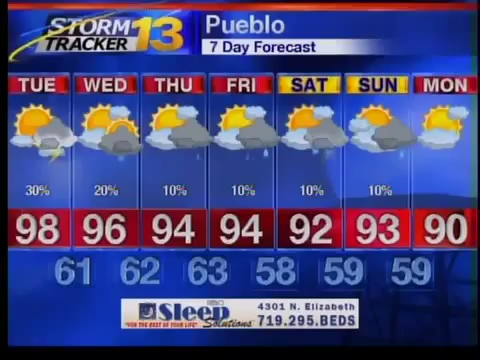 STORM TRACKER 13
Pueblo
7 Day Forecast
TUE WED THU FRI SAT SUN MON
30% 20% 10% 10% 10% 10%
98 96 94 94 92 93 90
61 62 63 58 59 59
Sleep Solutions
"FOR THE REST OF YOUR LIFE"
4301 N. Elizabeth
719.295.BEDS